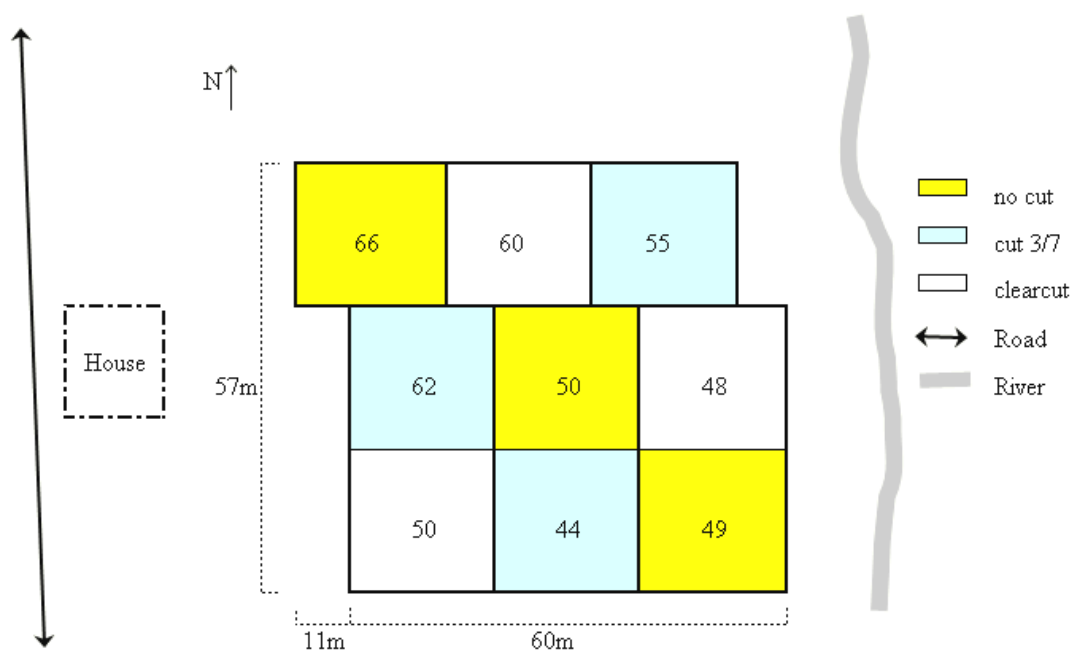 N
66 60 55
no cut
cut 3/7
clearcut
Road
River
House
57m
62 50 48
50 44 49
11m 60m